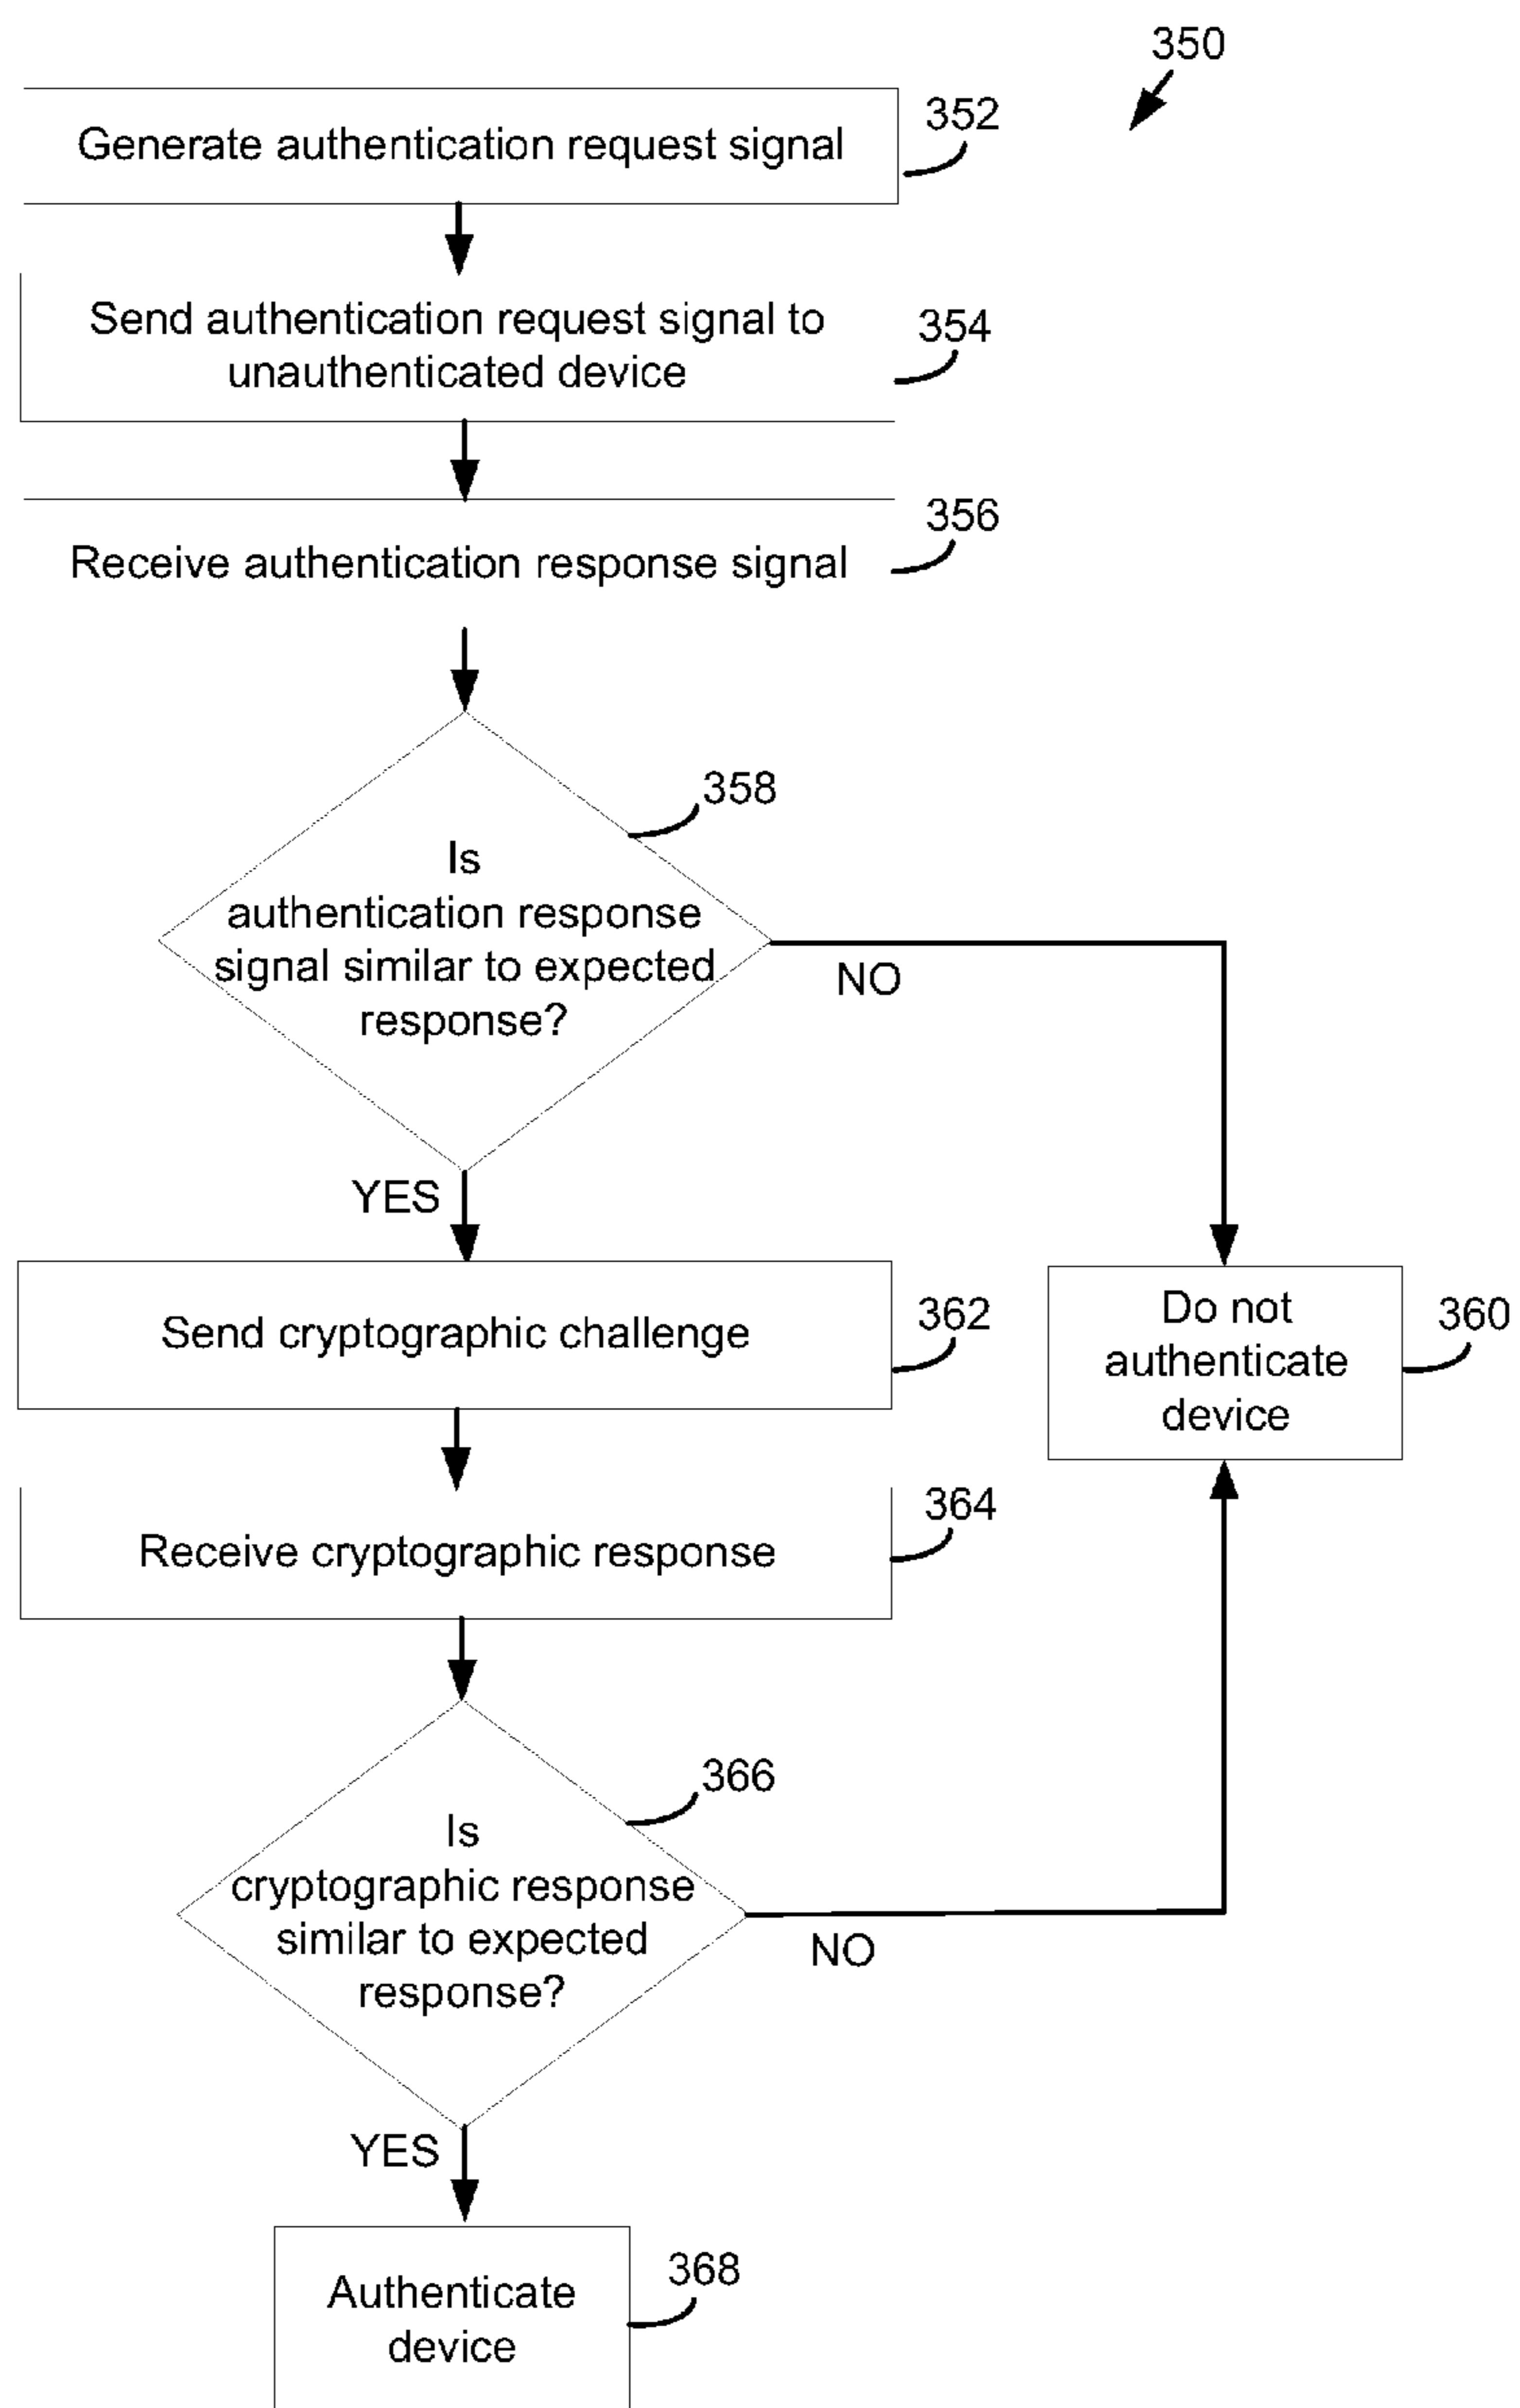 350
Generate authentication request signal
352
Send authentication request signal to
unauthenticated device
354
356
Receive authentication response signal
358
Is
authentication response
signal similar to expected
response?
NO
YES
Send cryptographic challenge
362
Do not
authenticate
device
360
364
Receive cryptographic response
366
Is
cryptographic response
similar to expected
response?
NO
YES
368
Authenticate
device